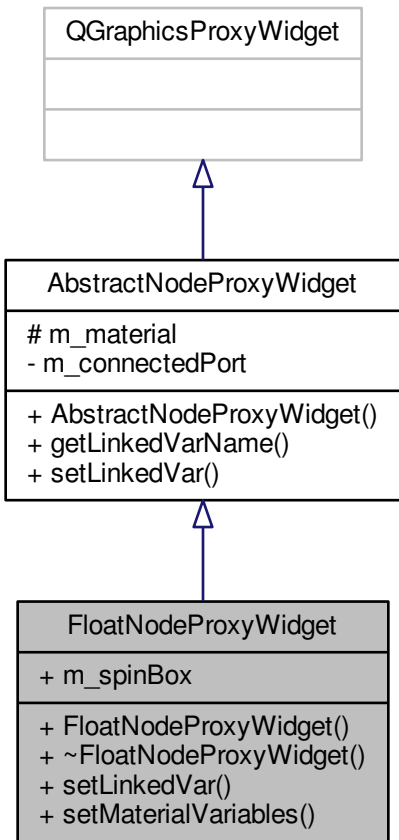 QGraphicsProxyWidget
AbstractNodeProxyWidget
# m_material
- m_connectedPort
+ AbstractNodeProxyWidget()
+ getLinkedVarName()
+ setLinkedVar()
FloatNodeProxyWidget
+ m_spinBox
+ FloatNodeProxyWidget()
+ ~FloatNodeProxyWidget()
+ setLinkedVar()
+ setMaterialVariables()